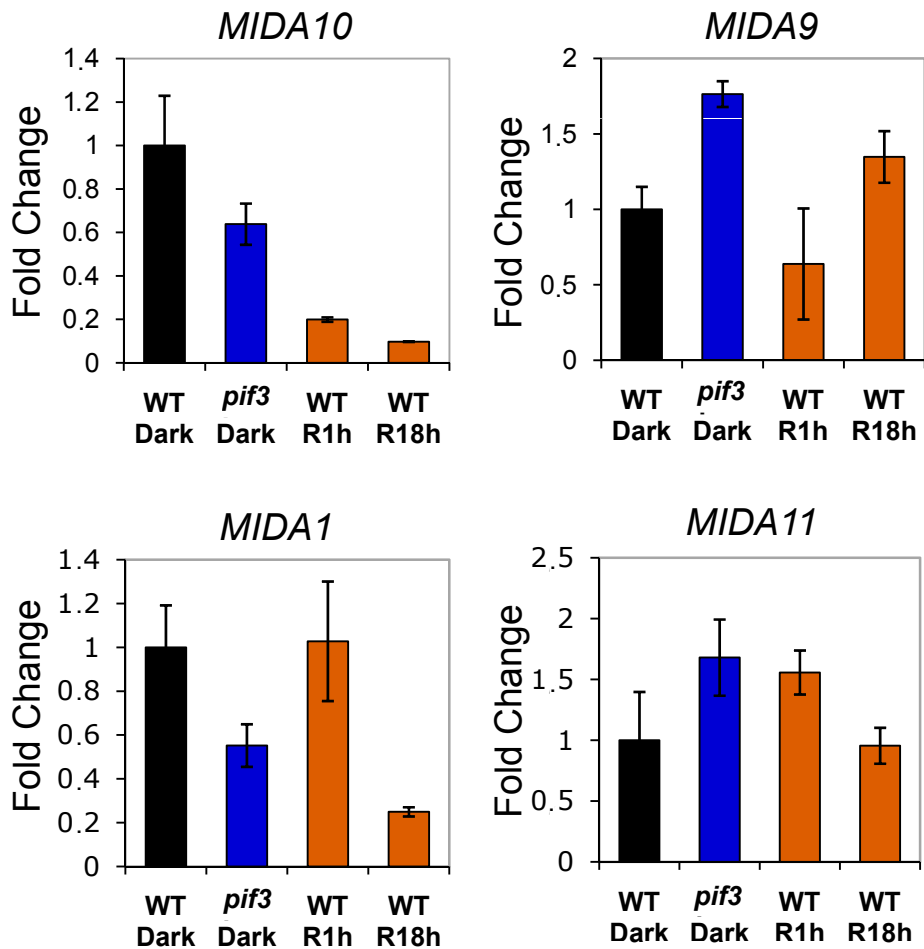 MIDA10
Fold Change
1.4
1.2
1
0.8
0.6
0.4
0.2
0
WT Dark
pif3 Dark
WT R1h
WT R18h
MIDA9
Fold Change
2
1.5
1
0.5
0
WT Dark
pif3 Dark
WT R1h
WT R18h
MIDA1
Fold Change
1.4
1.2
1
0.8
0.6
0.4
0.2
0
WT Dark
pif3 Dark
WT R1h
WT R18h
MIDA11
Fold Change
2.5
2
1.5
1
0.5
0
WT Dark
pif3 Dark
WT R1h
WT R18h